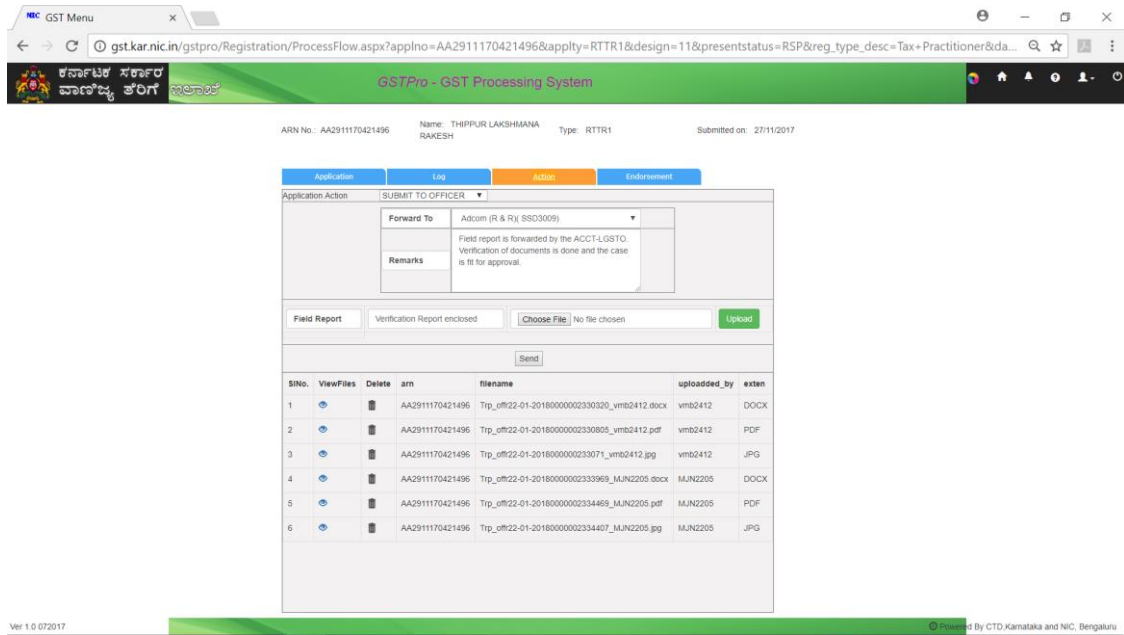 NIC GST Menu
gst.kar.nic.in/gstpro/Registration/ProcessFlow.aspx?applno=AA2911170421496&applty=RTTR1&design=11&presentstatus=RSP&reg_type_desc=Tax+Practitioner&da...
ಕರ್ನಾಟಕ ಸರ್ಕಾರ
ವಾಣಿಜ್ಯ ತೆರಿಗೆ ಇಲಾಖೆ
GSTPro - GST Processing System
ARN No.: AA2911170421496 Name: THIPPUR LAKSHMANA RAKESH Type: RTTR1 Submitted on: 27/11/2017
Application Log Action Endorsement
Application Action SUBMIT TO OFFICER
Forward To Adcom (R & R)( SSD3009)
Remarks Field report is forwarded by the ACCT-LGSTO.
Verification of documents is done and the case
is fit for approval.
Field Report Verification Report enclosed Choose File No file chosen Upload
Send
SlNo. ViewFiles Delete arn filename uploadded_by exten
1 AA2911170421496 Trp_offr22-01-20180000002330320_vmb2412.docx vmb2412 DOCX
2 AA2911170421496 Trp_offr22-01-20180000002330805_vmb2412.pdf vmb2412 PDF
3 AA2911170421496 Trp_offr22-01-2018000000233071_vmb2412.jpg vmb2412 JPG
4 AA2911170421496 Trp_offr22-01-20180000002333969_MJN2205.docx MJN2205 DOCX
5 AA2911170421496 Trp_offr22-01-20180000002334469_MJN2205.pdf MJN2205 PDF
6 AA2911170421496 Trp_offr22-01-20180000002334407_MJN2205.jpg MJN2205 JPG
Ver 1.0 072017 Powered By CTD,Karnataka and NIC, Bengaluru